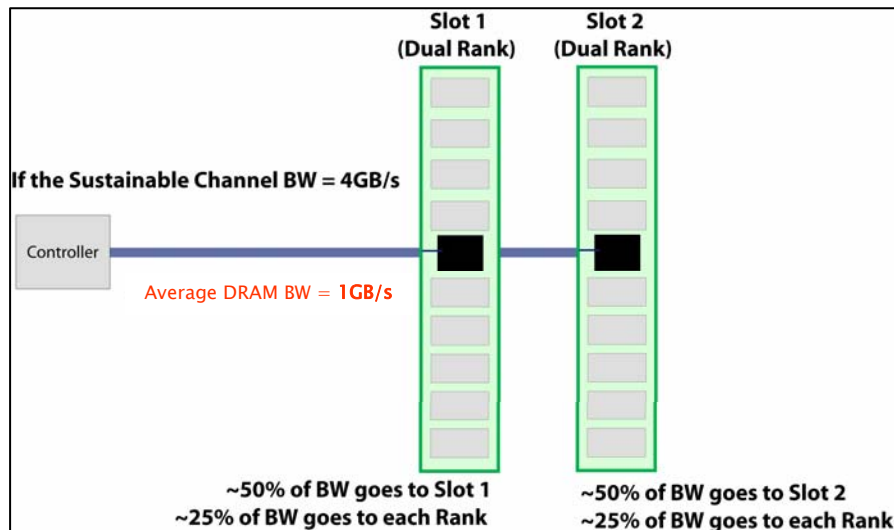 Slot 1
(Dual Rank)
Slot 2
(Dual Rank)
If the Sustainable Channel BW = 4GB/s
Controller
Average DRAM BW = 1GB/s
~50% of BW goes to Slot 1
~25% of BW goes to each Rank
~50% of BW goes to Slot 2
~25% of BW goes to each Rank